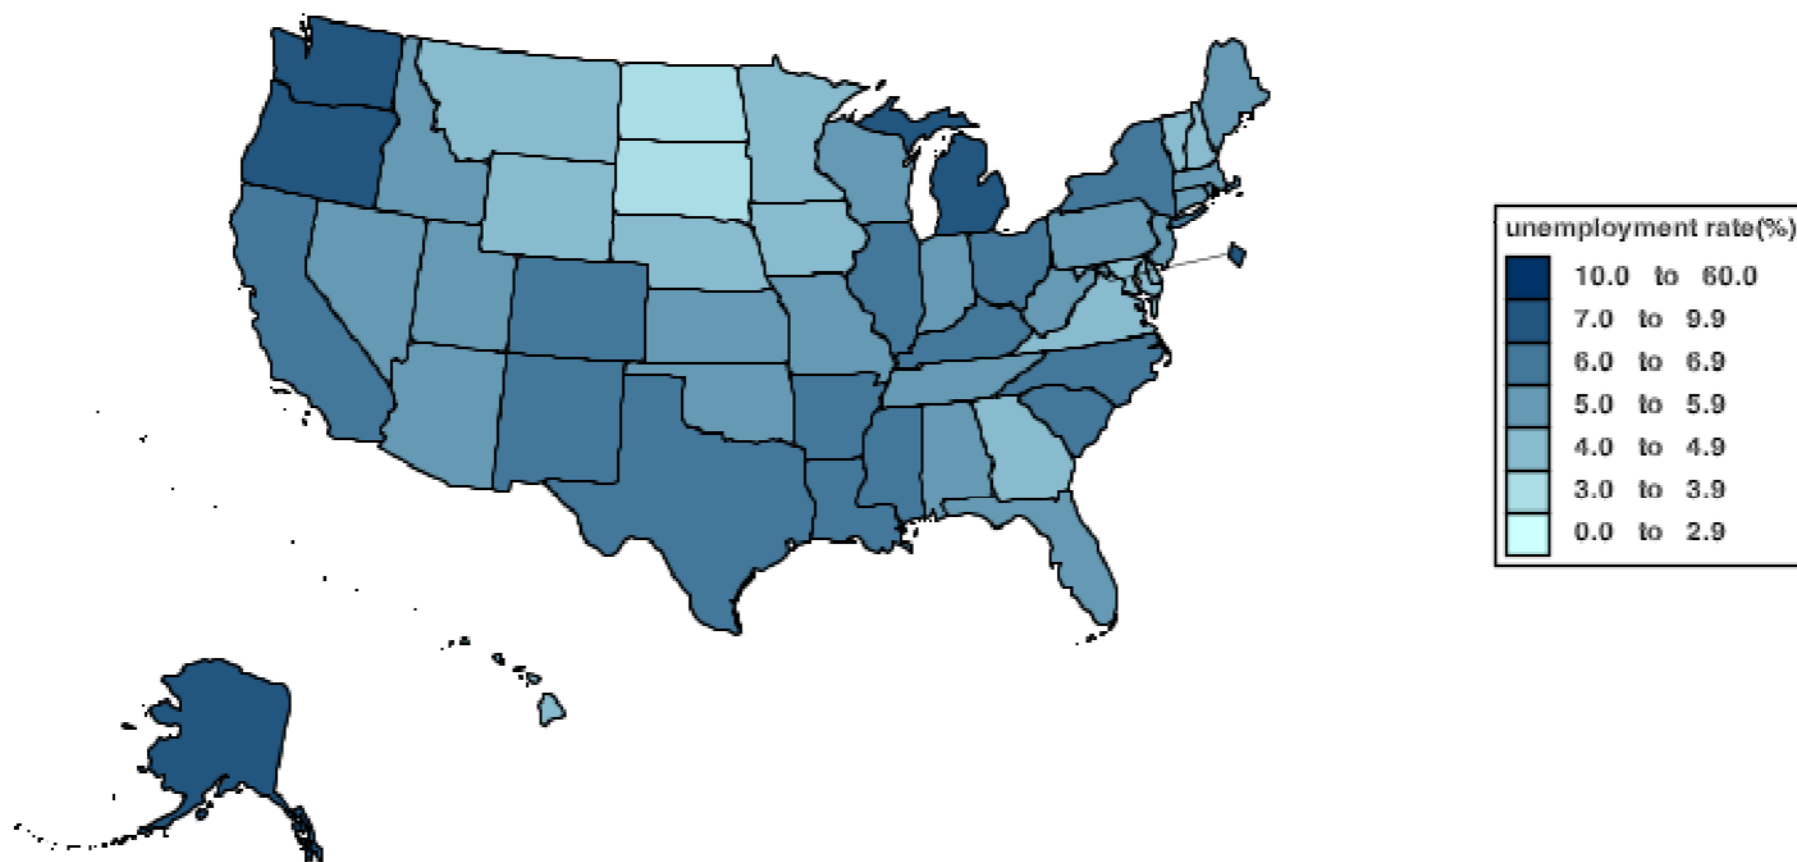 unemployment rate(%)
10.0 to 60.0
7.0 to 9.9
6.0 to 6.9
5.0 to 5.9
4.0 to 4.9
3.0 to 3.9
0.0 to 2.9